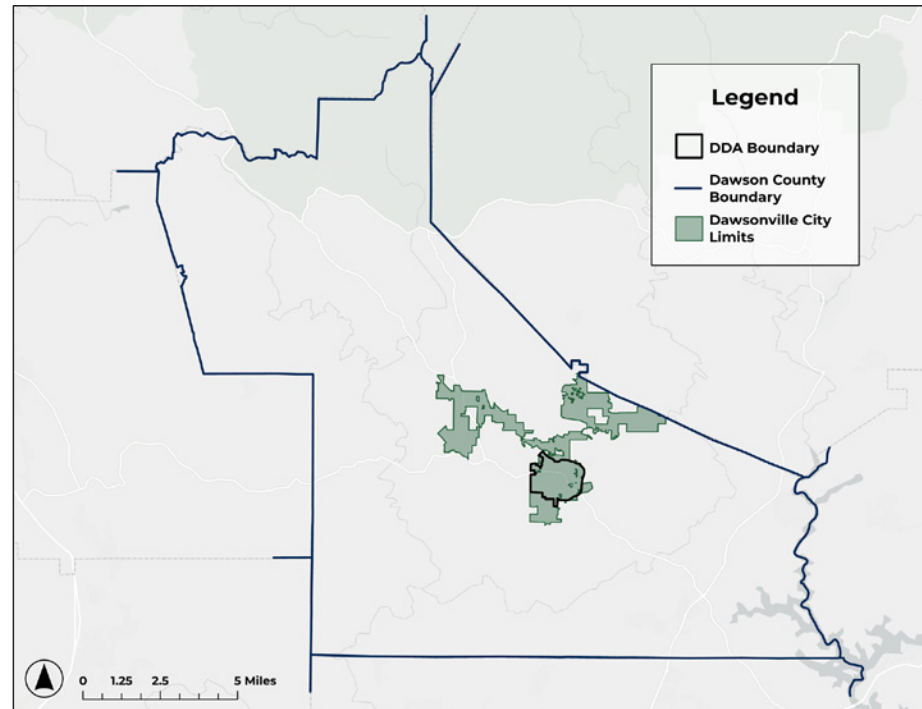 Legend
DDA Boundary
Dawson County
Boundary
Dawsonville City
Limits
0 1.25 2.5 5 Miles